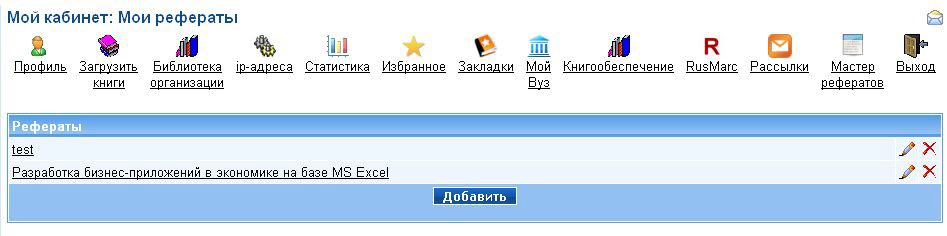 Мой кабинет: Мои рефераты
Профиль Загрузить книги Библиотека организации ip-адреса Статистика Избранное Закладки Мой Вуз Книгообеспечение R RusMarc Рассылки Мастер рефератов Выход
Рефераты
test
Разработка бизнес-приложений в экономике на базе MS Excel
Добавить